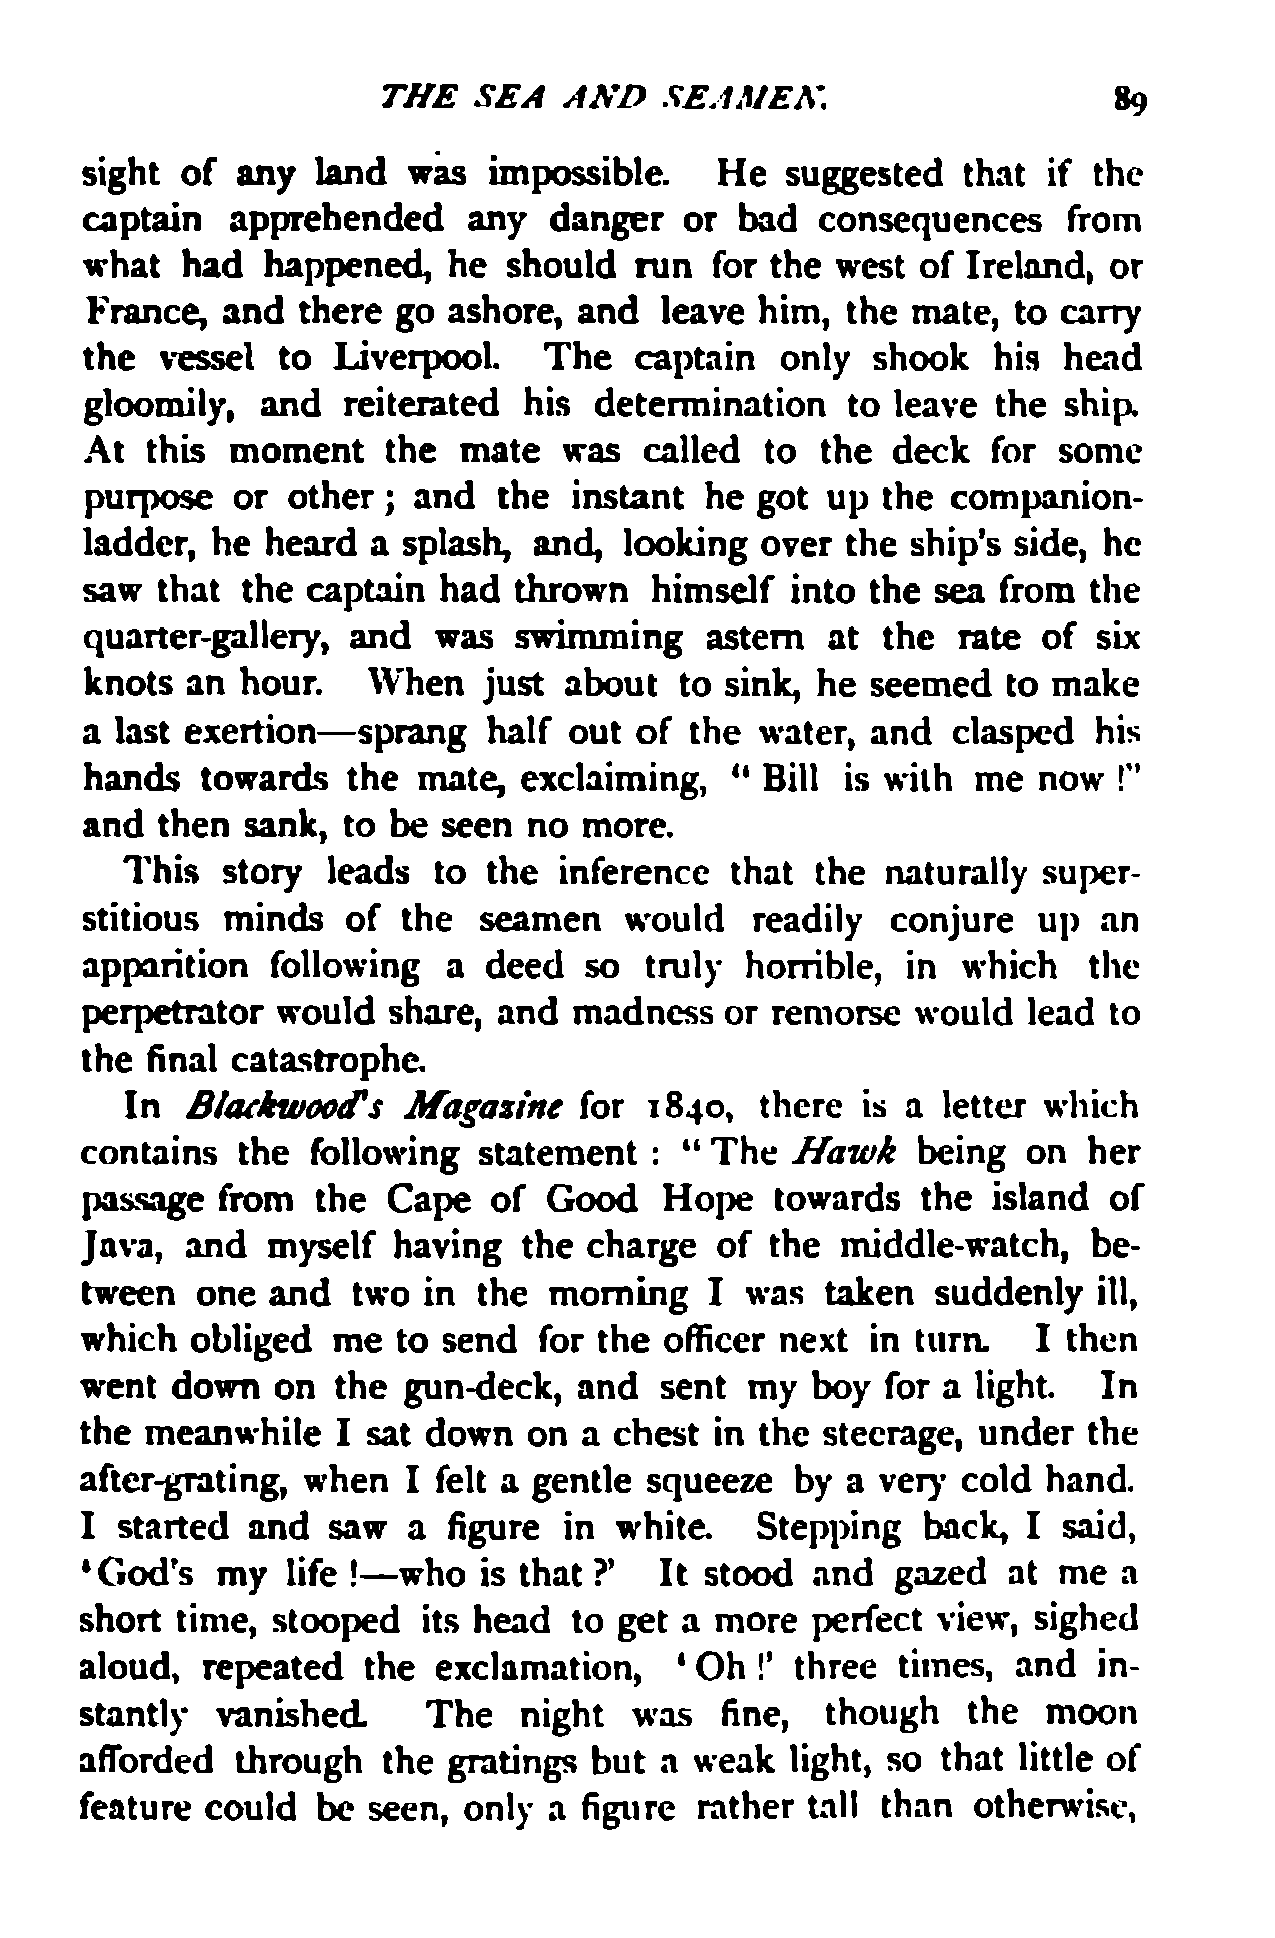 THE SEA AND SEAMEN. 89
sight of any land was impossible. He suggested that if the
captain apprehended any danger or bad consequences from
what had happened, he should run for the west of Ireland, or
France, and there go ashore, and leave him, the mate, to carry
the vessel to Liverpool. The captain only shook his head
gloomily, and reiterated his determination to leave the ship.
At this moment the mate was called to the deck for some
purpose or other ; and the instant he got up the companion-
ladder, he heard a splash, and, looking over the ship's side, he
saw that the captain had thrown himself into the sea from the
quarter-gallery, and was swimming astern at the rate of six
knots an hour. When just about to sink, he seemed to make
a last exertion—sprang half out of the water, and clasped his
hands towards the mate, exclaiming, “ Bill is with me now !”
and then sank, to be seen no more.
This story leads to the inference that the naturally super-
stitious minds of the seamen would readily conjure up an
apparition following a deed so truly horrible, in which the
perpetrator would share, and madness or remorse would lead to
the final catastrophe.
In Blackwood's Magazine for 1840, there is a letter which
contains the following statement : “ The Hawk being on her
passage from the Cape of Good Hope towards the island of
Java, and myself having the charge of the middle-watch, be-
tween one and two in the morning I was taken suddenly ill,
which obliged me to send for the officer next in turn. I then
went down on the gun-deck, and sent my boy for a light. In
the meanwhile I sat down on a chest in the steerage, under the
after-grating, when I felt a gentle squeeze by a very cold hand.
I started and saw a figure in white. Stepping back, I said,
‘God's my life !—who is that ?’ It stood and gazed at me a
short time, stooped its head to get a more perfect view, sighed
aloud, repeated the exclamation, ‘ Oh !’ three times, and in-
stantly vanished. The night was fine, though the moon
afforded through the gratings but a weak light, so that little of
feature could be seen, only a figure rather tall than otherwise,